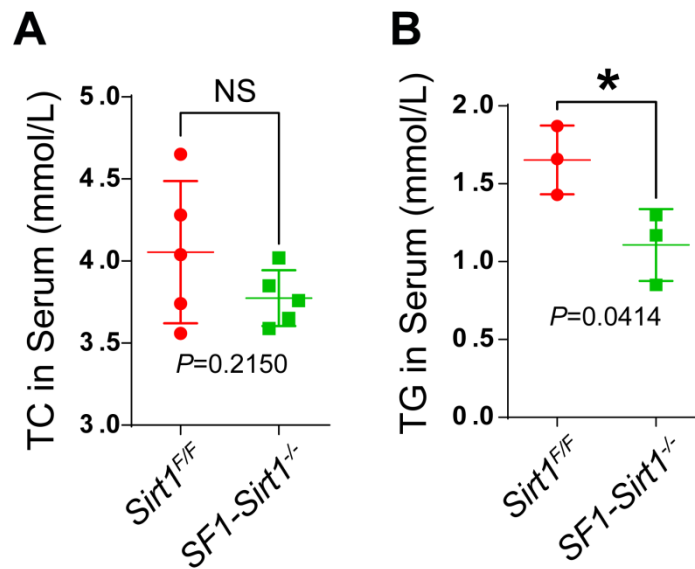 A
TC in Serum (mmol/L)
5.0
4.5
4.0
3.5
3.0
NS
P=0.2150
Sirt1F/F
SF1-Sirt1-/-
B
TG in Serum (mmol/L)
2.0
1.5
1.0
0.5
0.0
*
P=0.0414
Sirt1F/F
SF1-Sirt1-/-